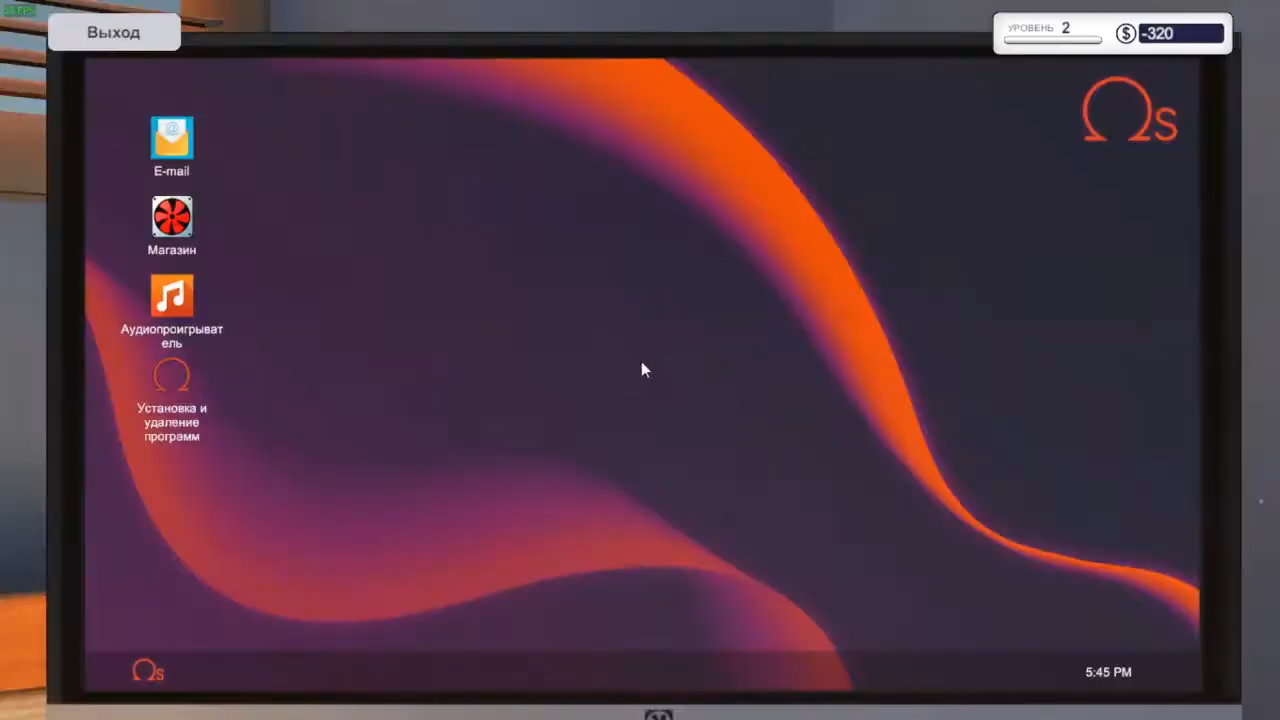 Выход
УРОВЕНЬ 2
$ -320
Ωs
E-mail
Магазин
Аудиопроигрыват
ель
Установка и
удаление
программ
Ωs
5:45 PM